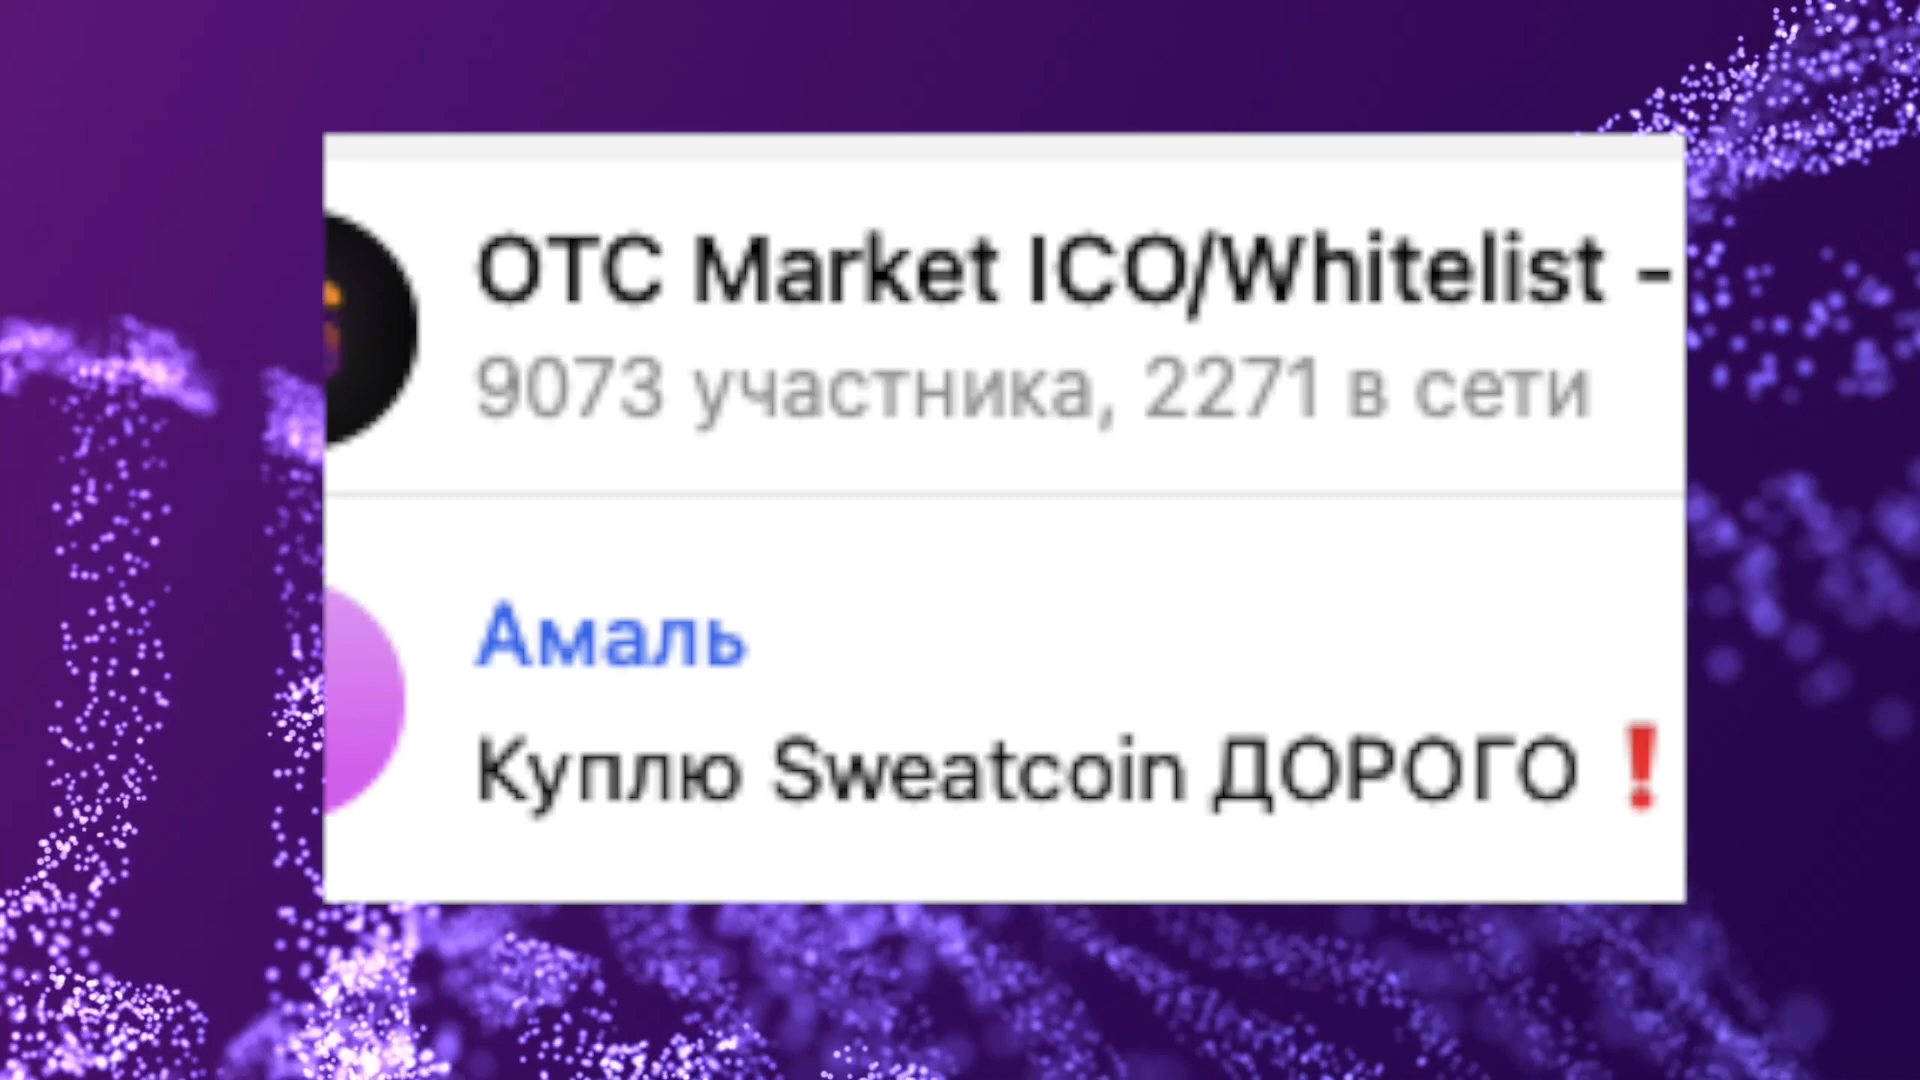 OTC Market ICO/Whitelist -
9073 участника, 2271 в сети
Амаль
Куплю Sweatcoin ДОРОГО❗